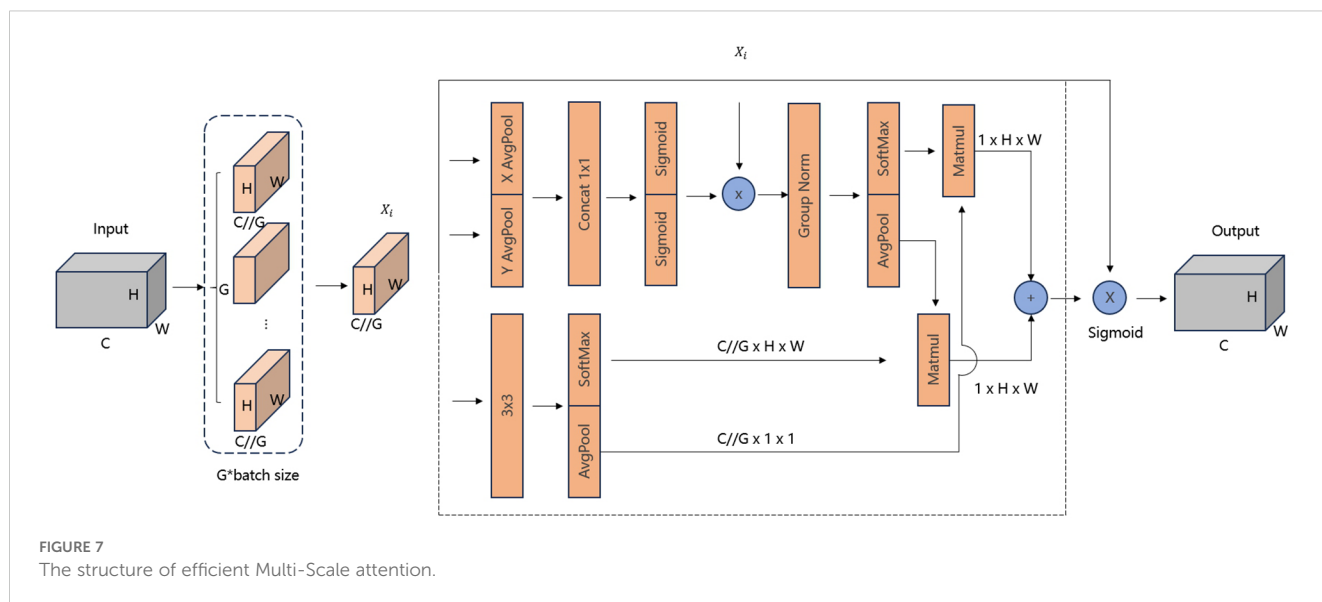 Input
H
W
C
H
W
C//G
G
...
H
W
C//G
G*batch size
X_i
H
W
C//G
X_i
X AvgPool
Y AvgPool
Concat 1x1
Sigmoid
Sigmoid
x
Group Norm
SoftMax
AvgPool
Matmul
1 x H x W
3x3
SoftMax
AvgPool
C//G x H x W
C//G x 1 x 1
Matmul
1 x H x W
+
X
Sigmoid
Output
H
W
C
FIGURE 7
The structure of efficient Multi-Scale attention.